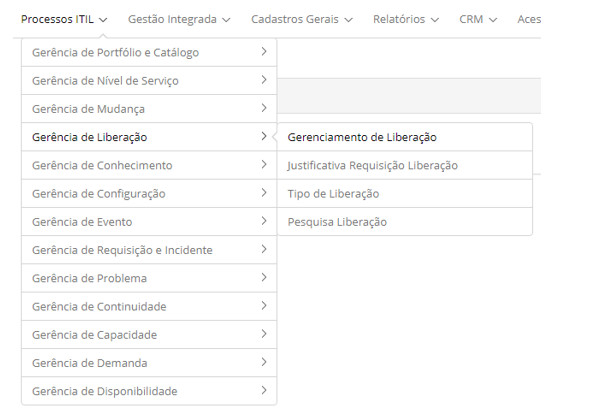 Processos ITIL Gestão Integrada Cadastros Gerais Relatórios CRM Aces
Gerência de Portfólio e Catálogo
Gerência de Nível de Serviço
Gerência de Mudança
Gerência de Liberação
Gerência de Conhecimento
Gerência de Configuração
Gerência de Evento
Gerência de Requisição e Incidente
Gerência de Problema
Gerência de Continuidade
Gerência de Capacidade
Gerência de Demanda
Gerência de Disponibilidade
Gerenciamento de Liberação
Justificativa Requisição Liberação
Tipo de Liberação
Pesquisa Liberação